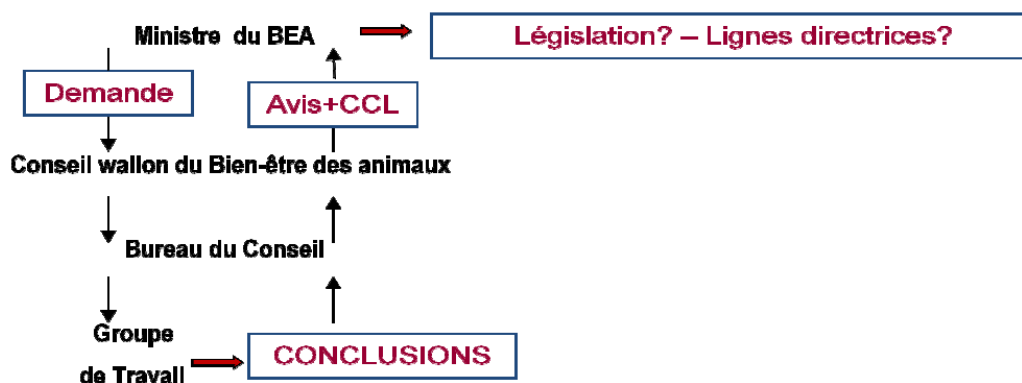 Ministre du BEA
Législation? – Lignes directrices?
Demande
Avis+CCL
Conseil wallon du Bien-être des animaux
Bureau du Conseil
Groupe
de Travail
CONCLUSIONS